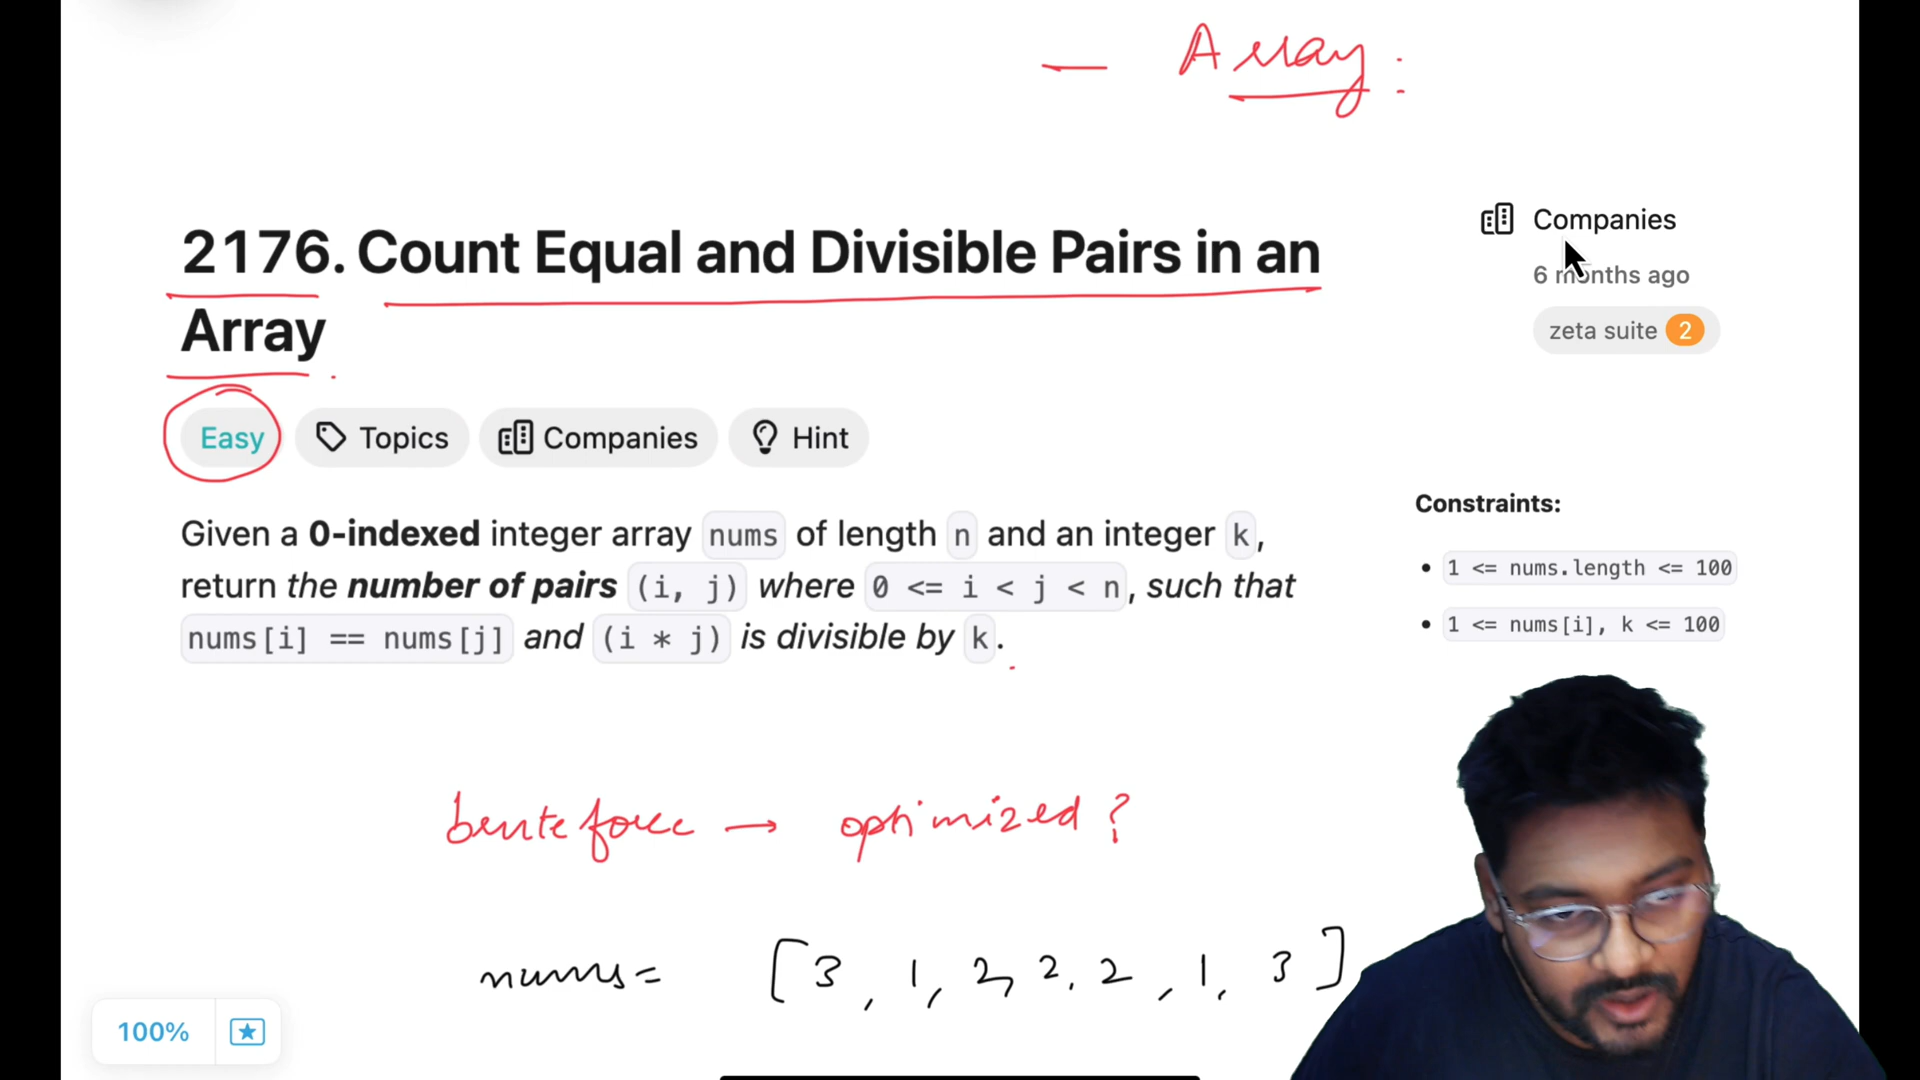 — Array :
2176. Count Equal and Divisible Pairs in an
Array
Easy Topics Companies Hint
Given a 0-indexed integer array nums of length n and an integer k,
return the number of pairs (i, j) where 0 <= i < j < n, such that
nums[i] == nums[j] and (i * j) is divisible by k.
Companies
6 months ago
zeta suite 2
Constraints:
• 1 <= nums.length <= 100
• 1 <= nums[i], k <= 100
bruteforce → optimized ?
nums = [3, 1, 2, 2, 2, 1, 3]
100%